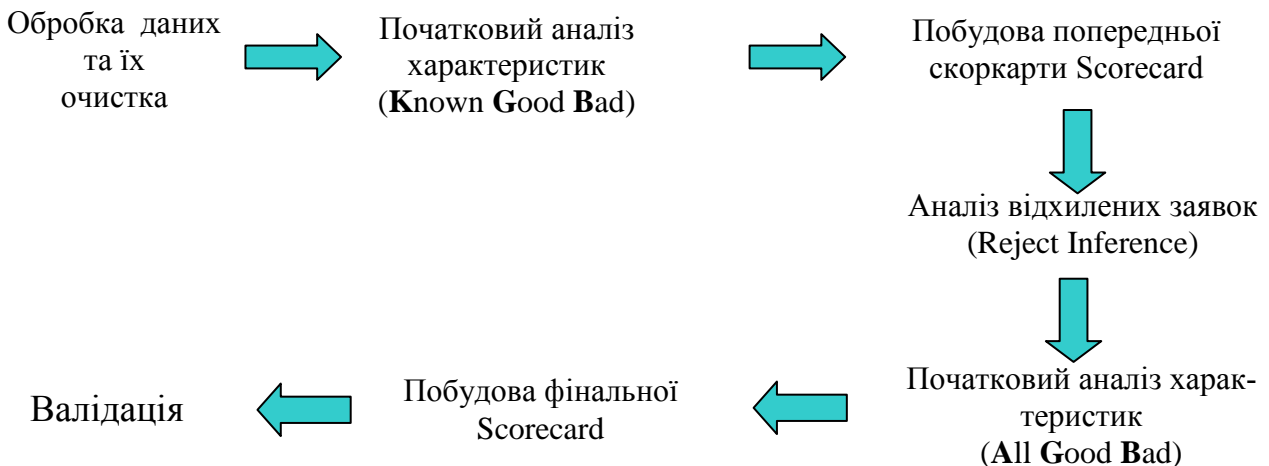 Обробка даних
та їх
очистка
Початковий аналіз
характеристик
(Known Good Bad)
Побудова попередньої
скоркарти Scorecard
Аналіз відхилених заявок
(Reject Inference)
Початковий аналіз харак-
теристик
(All Good Bad)
Побудова фінальної
Scorecard
Валідація